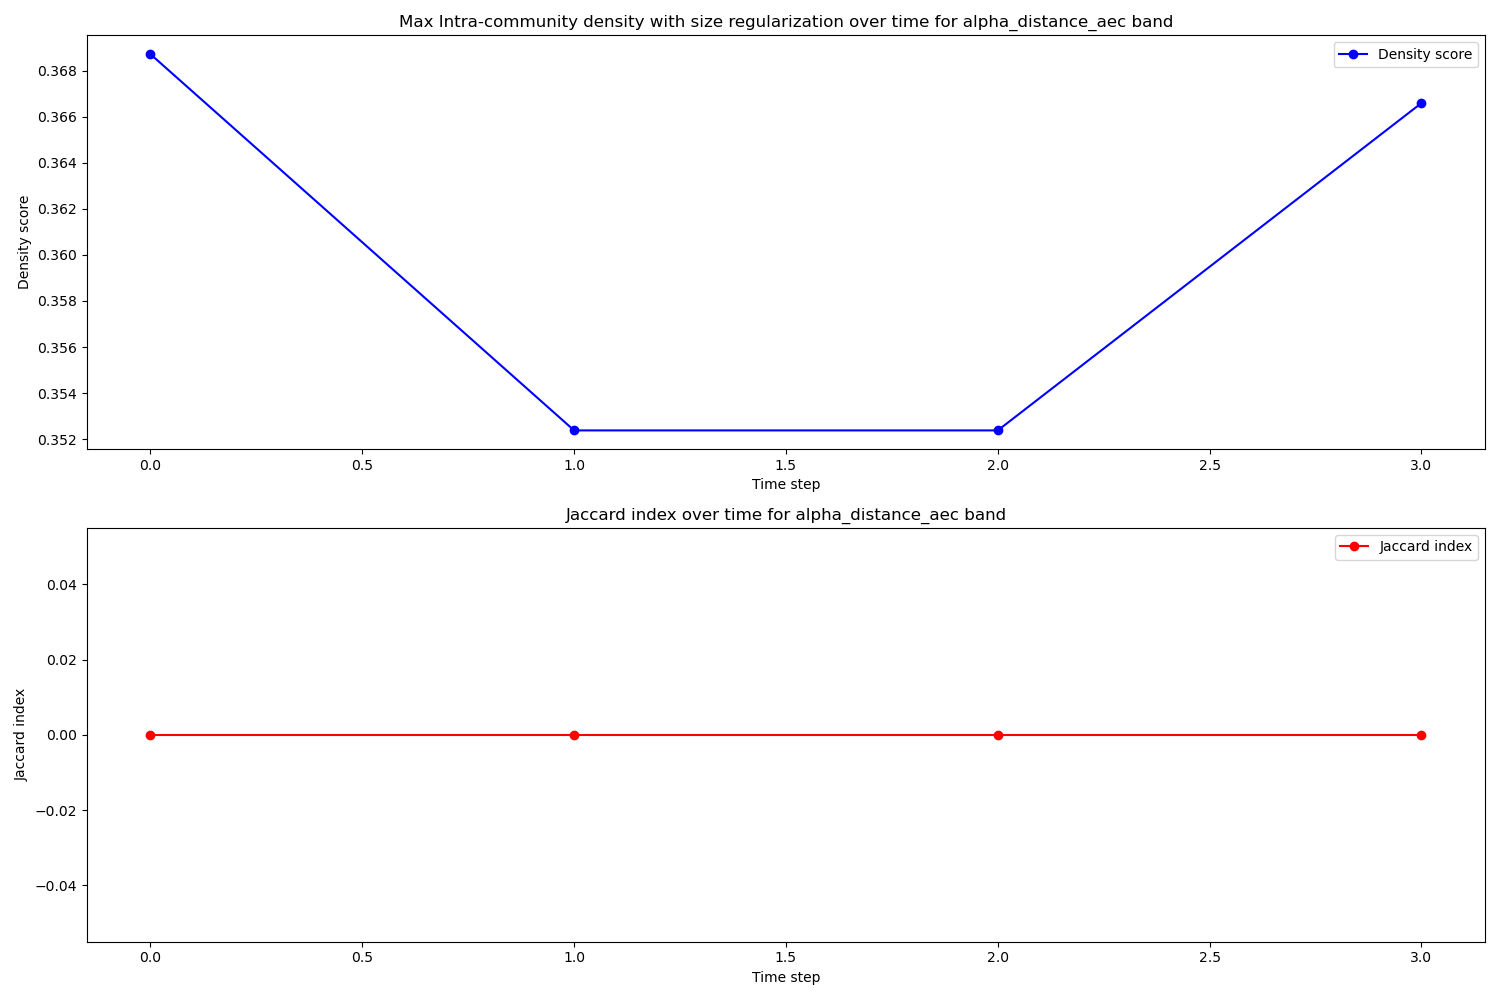 Max Intra-community density with size regularization over time for alpha_distance_aec band
Density score
0.368
0.366
0.364
0.362
0.360
0.358
0.356
0.354
0.352
Density score
0.0 0.5 1.0 1.5 2.0 2.5 3.0
Time step
Jaccard index over time for alpha_distance_aec band
Jaccard index
0.04
0.02
0.00
−0.02
−0.04
Jaccard index
0.0 0.5 1.0 1.5 2.0 2.5 3.0
Time step